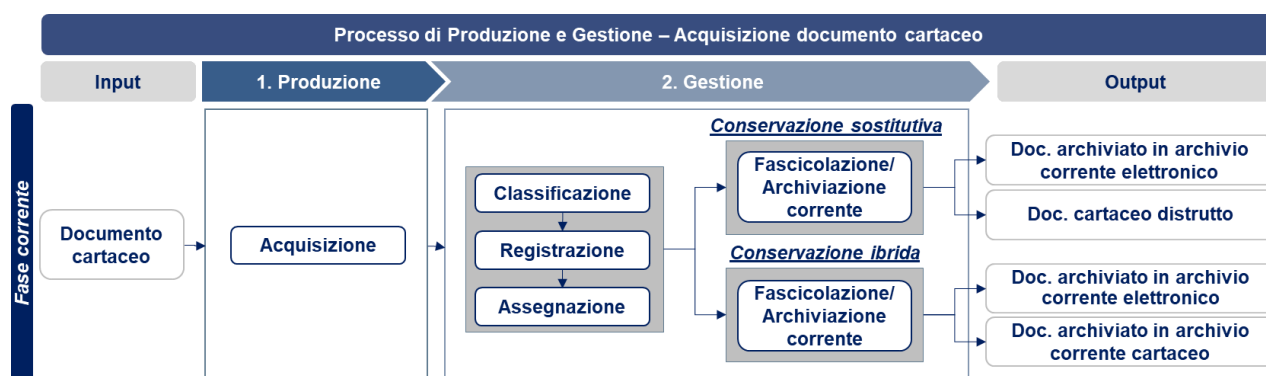 Processo di Produzione e Gestione – Acquisizione documento cartaceo
Input
1. Produzione
2. Gestione
Output
Fase corrente
Documento
cartaceo
Acquisizione
Classificazione
Registrazione
Assegnazione
Conservazione sostitutiva
Fascicolazione/
Archiviazione
corrente
Conservazione ibrida
Fascicolazione/
Archiviazione
corrente
Doc. archiviato in archivio
corrente elettronico
Doc. cartaceo distrutto
Doc. archiviato in archivio
corrente elettronico
Doc. archiviato in archivio
corrente cartaceo